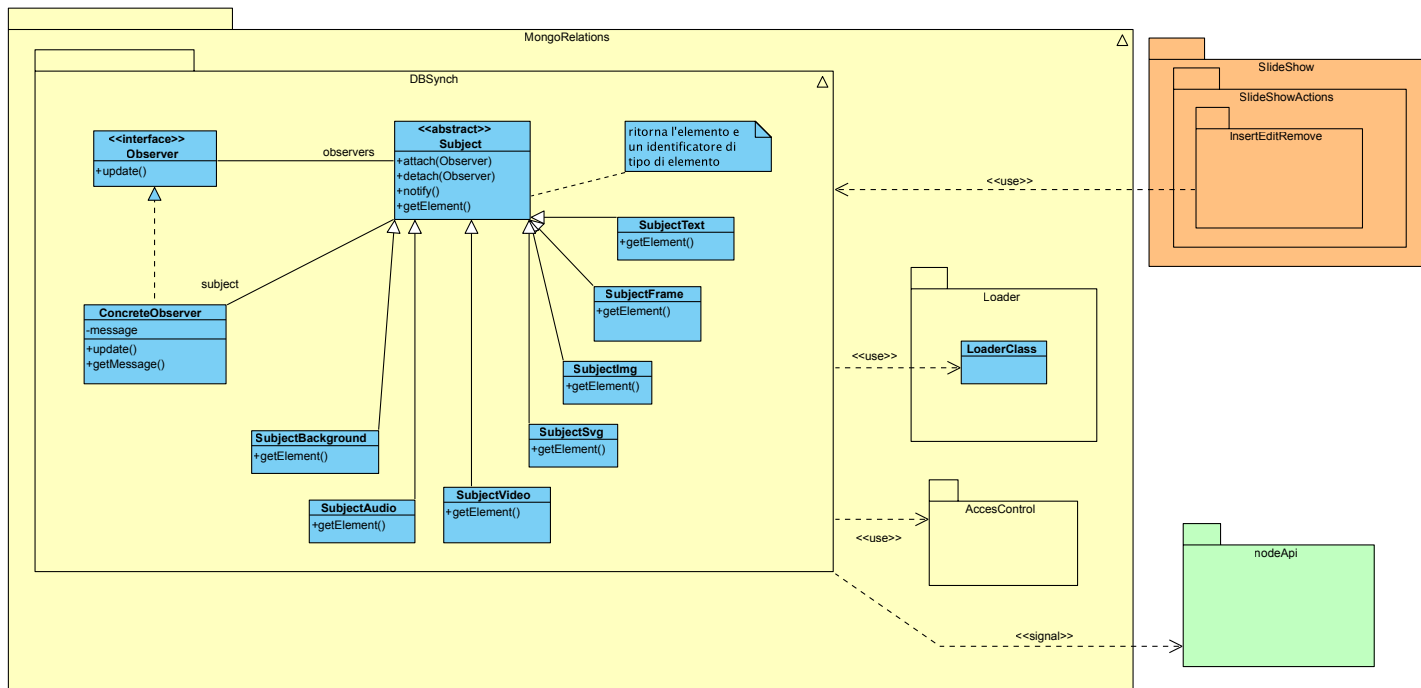 MongoRelations
DBSynch
<<interface>>
Observer
+update()
observers
<<abstract>>
Subject
+attach(Observer)
+detach(Observer)
+notify()
+getElement()
ritorna l'elemento e
un identificatore di
tipo di elemento
subject
ConcreteObserver
-message
+update()
+getMessage()
SubjectText
+getElement()
SubjectFrame
+getElement()
SubjectImg
+getElement()
SubjectSvg
+getElement()
SubjectBackground
+getElement()
SubjectAudio
+getElement()
SubjectVideo
+getElement()
<<use>>
Loader
LoaderClass
<<use>>
AccesControl
<<use>>
<<signal>>
SlideShow
SlideShowActions
InsertEditRemove
nodeApi